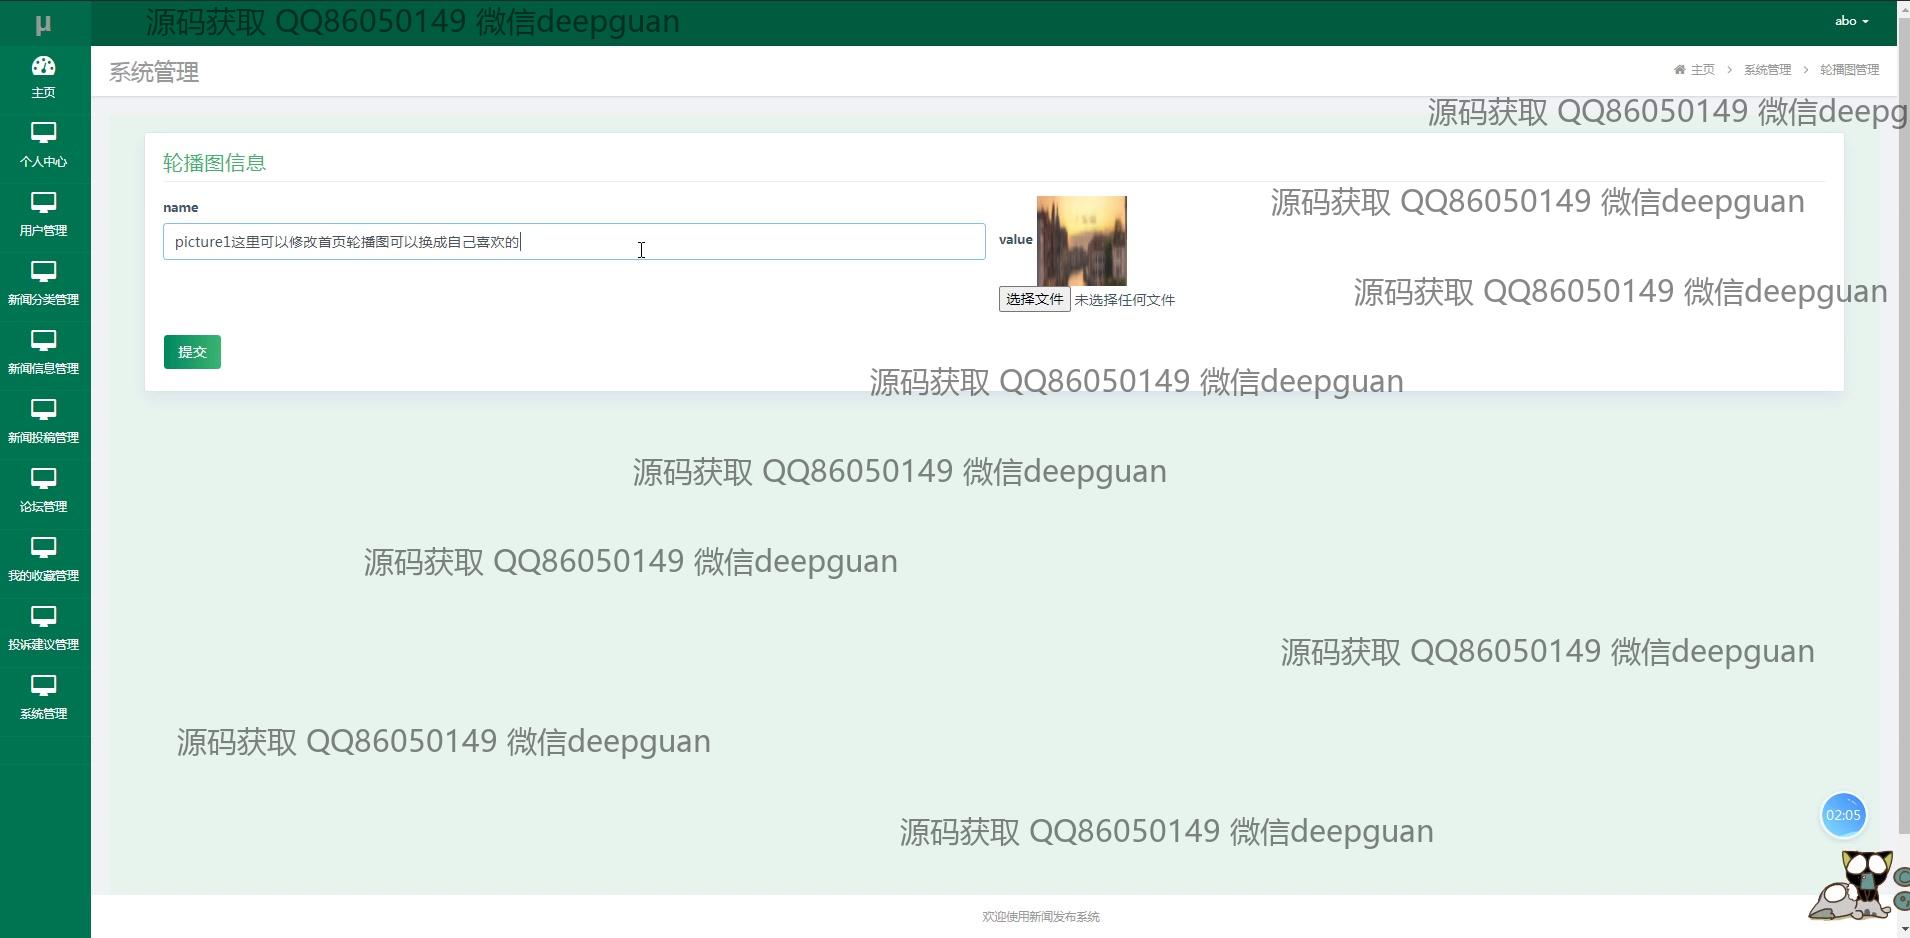 μ
源码获取 QQ86050149 微信deepguan
abo
主页
个人中心
用户管理
新闻分类管理
新闻信息管理
新闻投稿管理
论坛管理
我的收藏管理
投诉建议管理
系统管理
系统管理
主页 > 系统管理 > 轮播图管理
源码获取 QQ86050149 微信deepg
轮播图信息
name
picture1这里可以修改首页轮播图可以换成自己喜欢的
value
选择文件 未选择任何文件
源码获取 QQ86050149 微信deepguan
源码获取 QQ86050149 微信deepguan
提交
源码获取 QQ86050149 微信deepguan
源码获取 QQ86050149 微信deepguan
源码获取 QQ86050149 微信deepguan
源码获取 QQ86050149 微信deepguan
源码获取 QQ86050149 微信deepguan
源码获取 QQ86050149 微信deepguan
02:05
欢迎使用新闻发布系统